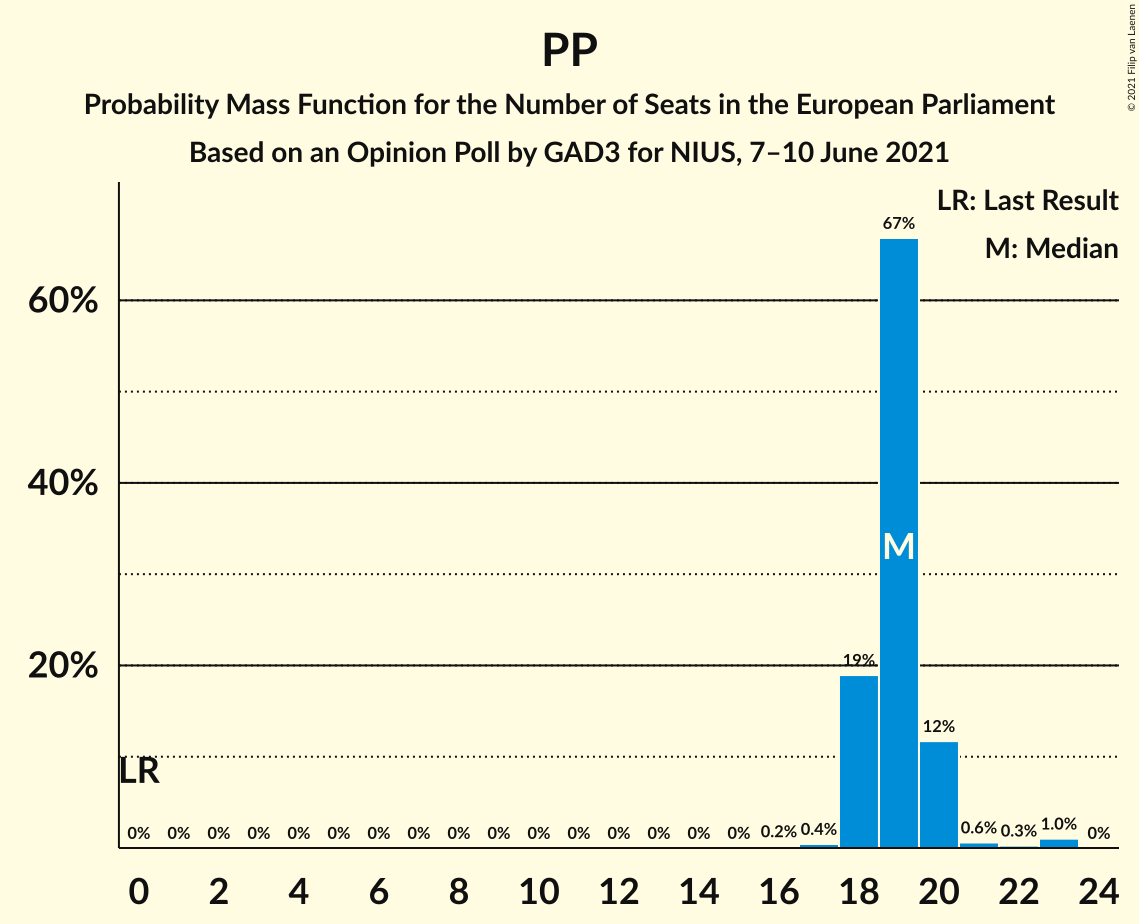 PP
Probability Mass Function for the Number of Seats in the European Parliament
Based on an Opinion Poll by GAD3 for NIUS, 7–10 June 2021
© 2021 Filip van Laenen
LR: Last Result
M: Median
67%
60%
40%
M
20%
19%
12%
LR
0% 0% 0% 0% 0% 0% 0% 0% 0% 0% 0% 0% 0% 0% 0% 0% 0.2% 0.4% 0.6% 0.3% 1.0% 0%
0 2 4 6 8 10 12 14 16 18 20 22 24